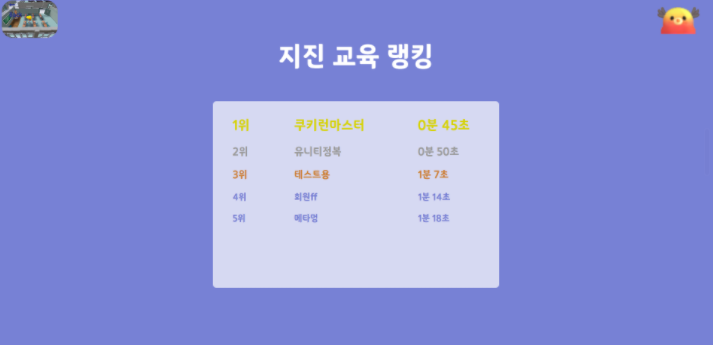 지진 교육 랭킹
1위 쿠키런마스터 0분 45초
2위 유니티정복 0분 50초
3위 테스트용 1분 7초
4위 회원ff 1분 14초
5위 메타멍 1분 18초